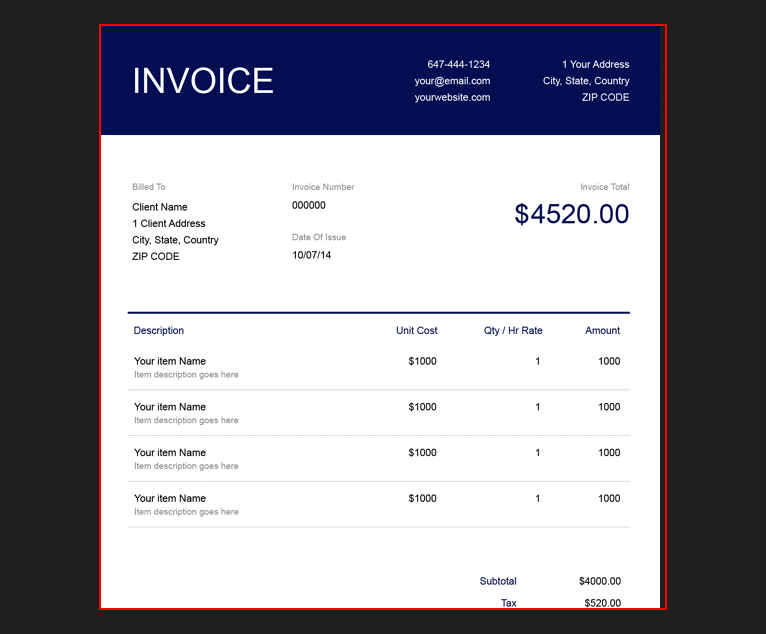 INVOICE
647-444-1234
your@email.com
yourwebsite.com
1 Your Address
City, State, Country
ZIP CODE
Billed To
Client Name
1 Client Address
City, State, Country
ZIP CODE
Invoice Number
000000
Date Of Issue
10/07/14
Invoice Total
$4520.00
Description Unit Cost Qty / Hr Rate Amount
Your item Name $1000 1 1000
Item description goes here
Your item Name $1000 1 1000
Item description goes here
Your item Name $1000 1 1000
Item description goes here
Your item Name $1000 1 1000
Item description goes here
Subtotal $4000.00
Tax $520.00